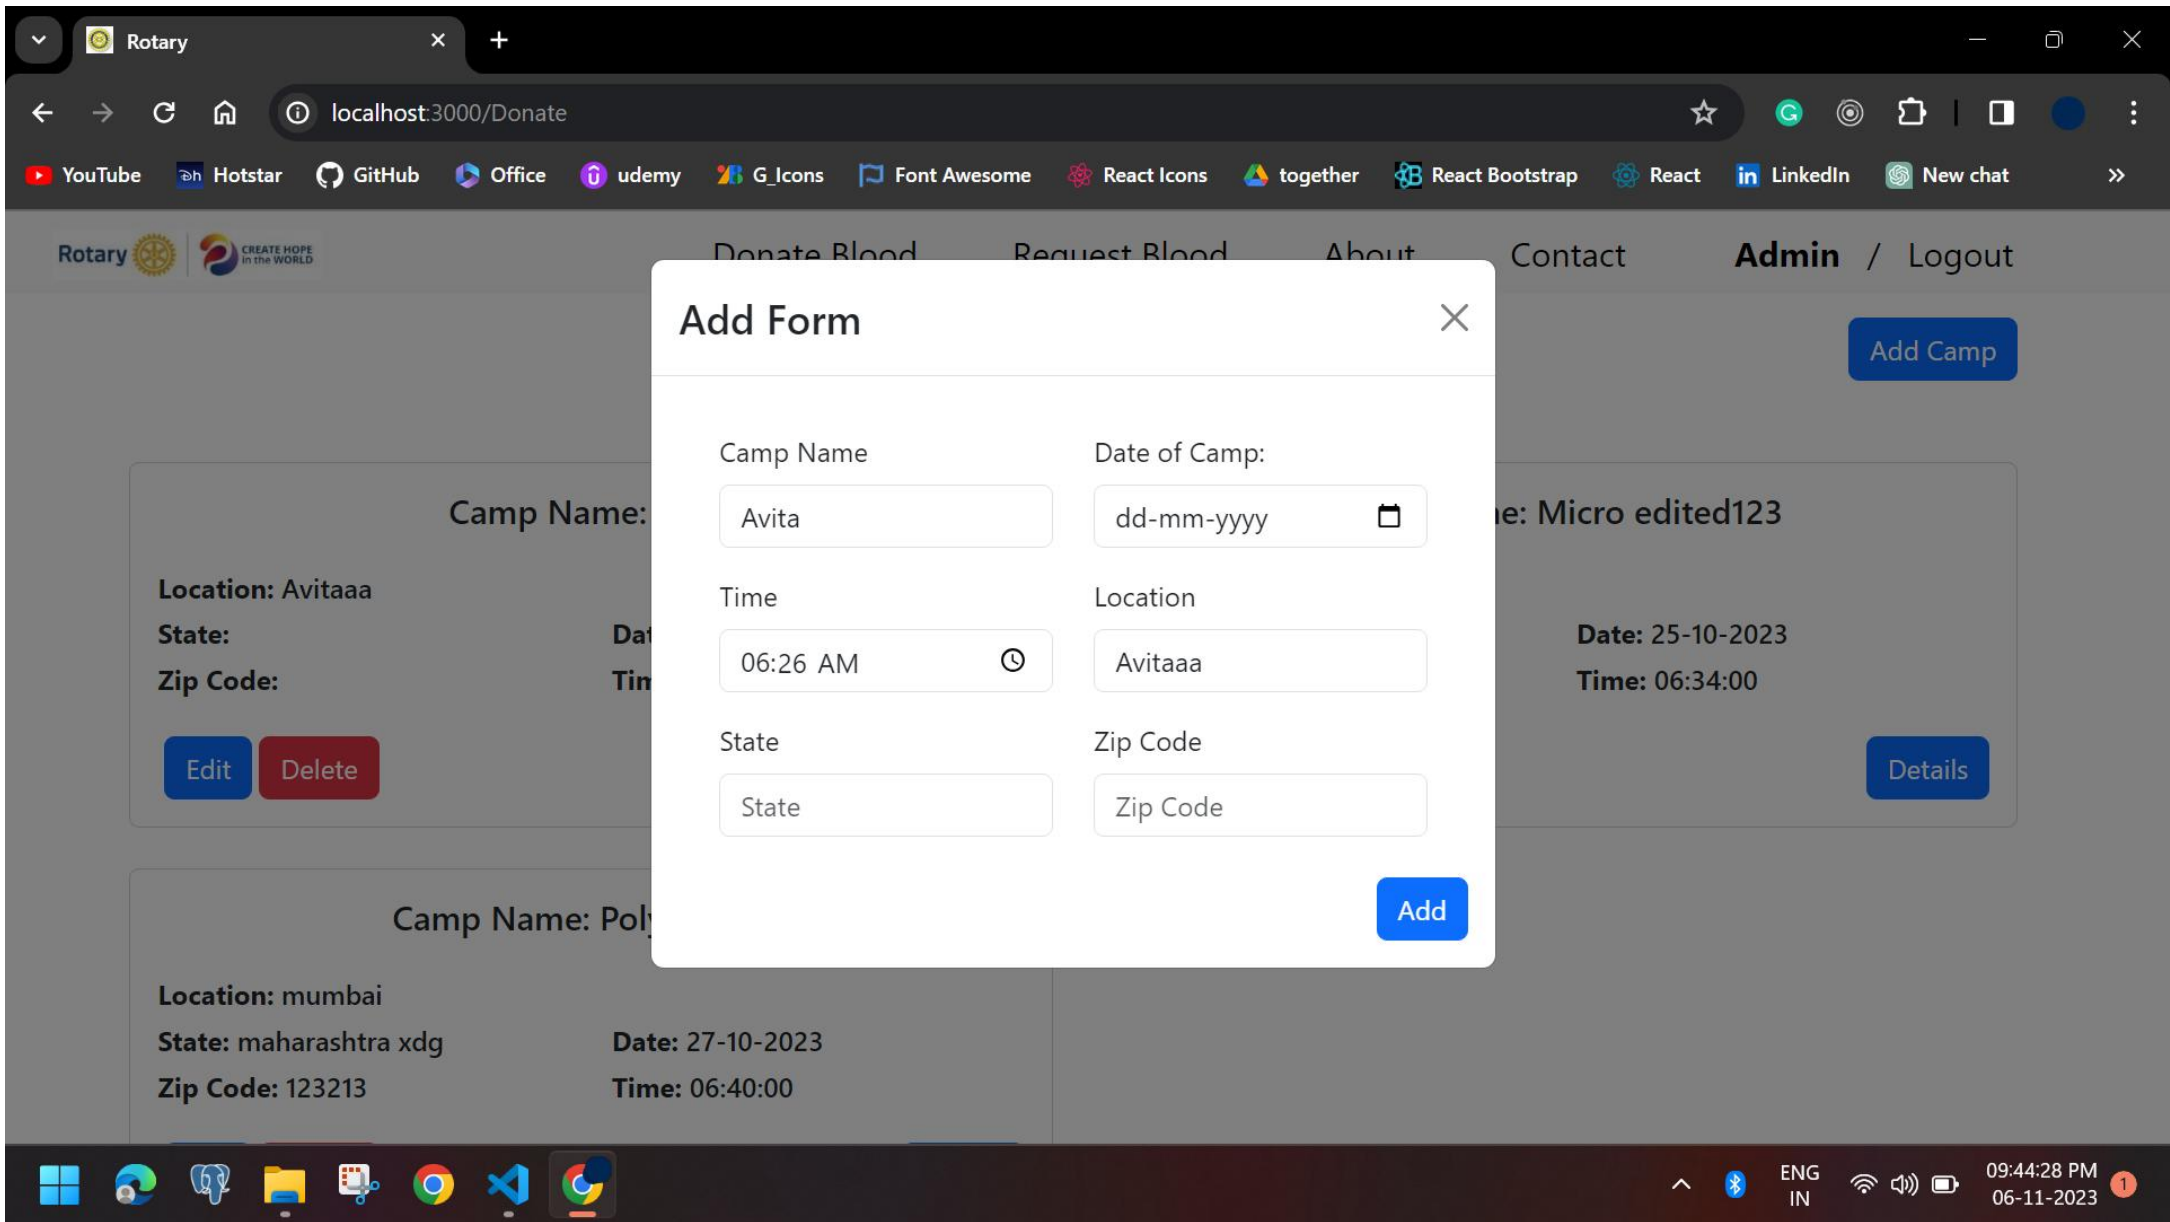 Rotary
localhost:3000/Donate
YouTube Hotstar GitHub Office udemy G_Icons Font Awesome React Icons together React Bootstrap React LinkedIn New chat »
Rotary CREATE HOPE in the WORLD
Donate Blood Request Blood About Contact Admin / Logout
Add Camp
Add Form
Camp Name Date of Camp:
Avita dd-mm-yyyy
Time Location
06:26 AM Avitaaa
State Zip Code
State Zip Code
Add
Camp Name:
Location: Avitaaa
State:
Zip Code:
Edit Delete
Micro edited123
Date: 25-10-2023
Time: 06:34:00
Details
Camp Name:
Location: mumbai
State: maharashtra xdg Date: 27-10-2023
Zip Code: 123213 Time: 06:40:00
ENG IN
09:44:28 PM
06-11-2023
1